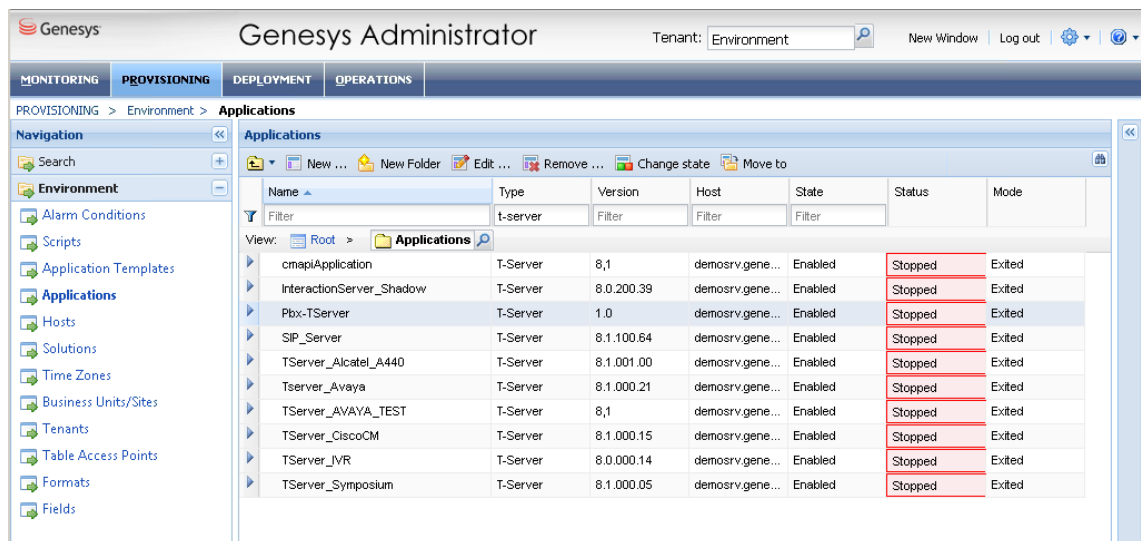 Genesys
Genesys Administrator
Tenant: Environment
New Window | Log out
MONITORING PROVISIONING DEPLOYMENT OPERATIONS
PROVISIONING > Environment > Applications
Navigation
Search
Environment
Alarm Conditions
Scripts
Application Templates
Applications
Hosts
Solutions
Time Zones
Business Units/Sites
Tenants
Table Access Points
Formats
Fields
Applications
New ... New Folder Edit ... Remove ... Change state Move to
Name Type Version Host State Status Mode
Filter t-server Filter Filter Filter
View: Root > Applications
cmapiApplication T-Server 8,1 demosrv.gene... Enabled Stopped Exited
InteractionServer_Shadow T-Server 8.0.200.39 demosrv.gene... Enabled Stopped Exited
Pbx-TServer T-Server 1.0 demosrv.gene... Enabled Stopped Exited
SIP_Server T-Server 8.1.100.64 demosrv.gene... Enabled Stopped Exited
TServer_Alcatel_A440 T-Server 8.1.001.00 demosrv.gene... Enabled Stopped Exited
Tserver_Avaya T-Server 8.1.000.21 demosrv.gene... Enabled Stopped Exited
TServer_AVAYA_TEST T-Server 8,1 demosrv.gene... Enabled Stopped Exited
TServer_CiscoCM T-Server 8.1.000.15 demosrv.gene... Enabled Stopped Exited
TServer_IVR T-Server 8.0.000.14 demosrv.gene... Enabled Stopped Exited
TServer_Symposium T-Server 8.1.000.05 demosrv.gene... Enabled Stopped Exited